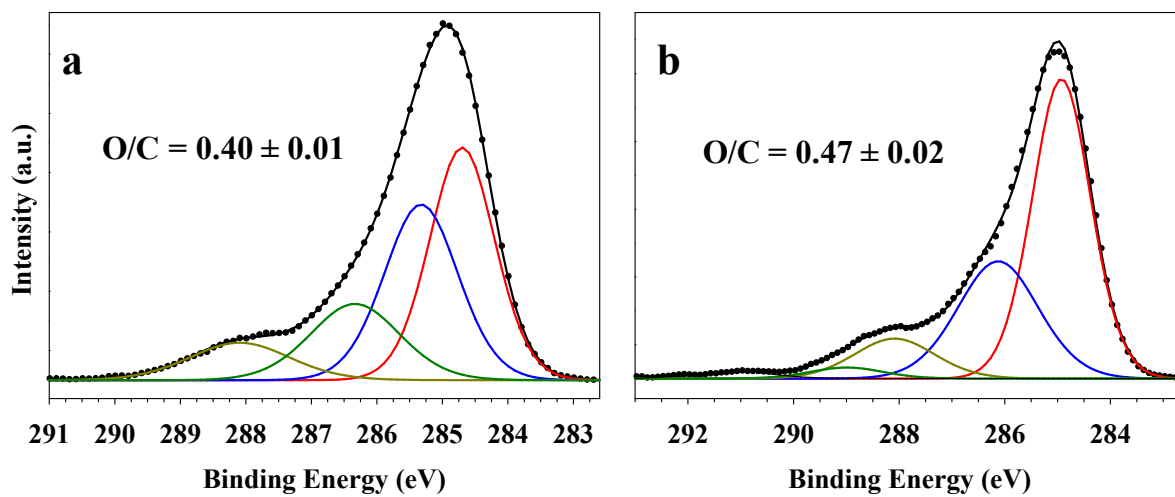 a
b
O/C = 0.40 ± 0.01
O/C = 0.47 ± 0.02
Intensity (a.u.)
291 290 289 288 287 286 285 284 283
292 290 288 286 284
Binding Energy (eV)
Binding Energy (eV)